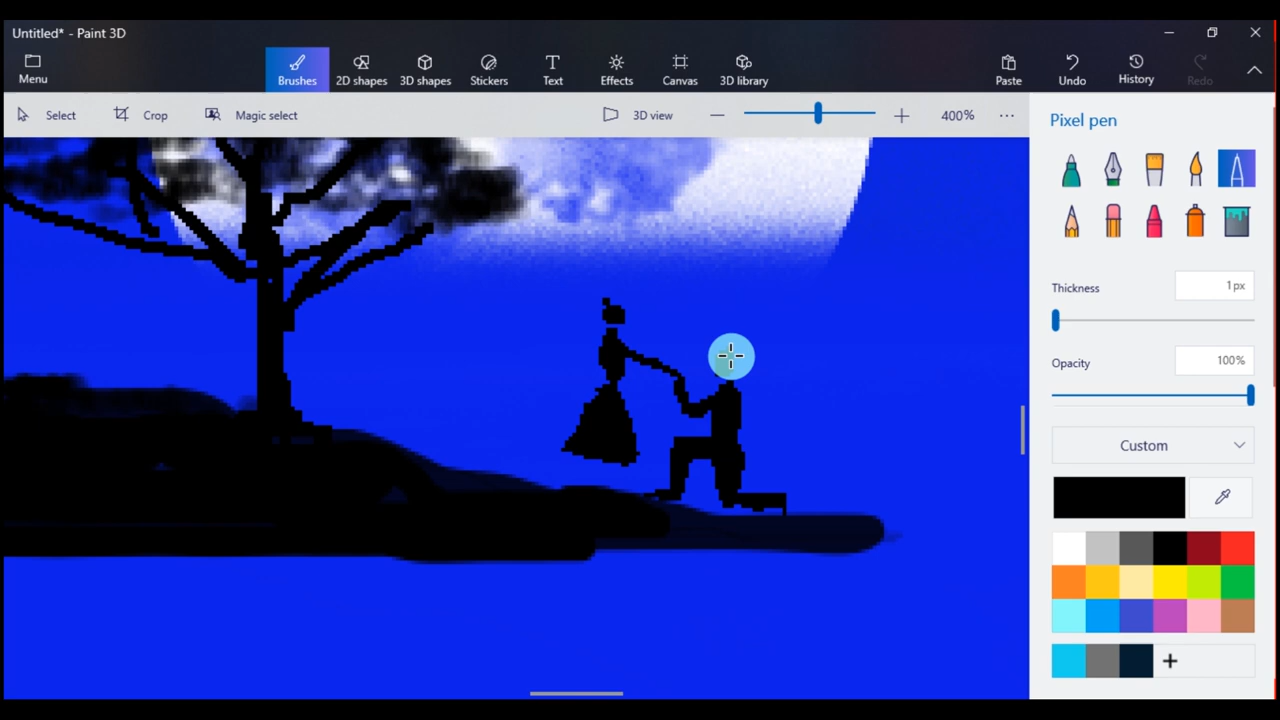 Untitled* - Paint 3D
Menu
Brushes
2D shapes
3D shapes
Stickers
Text
Effects
Canvas
3D library
Paste
Undo
History
Redo
Select
Crop
Magic select
3D view
400%
Pixel pen
Thickness
1px
Opacity
100%
Custom